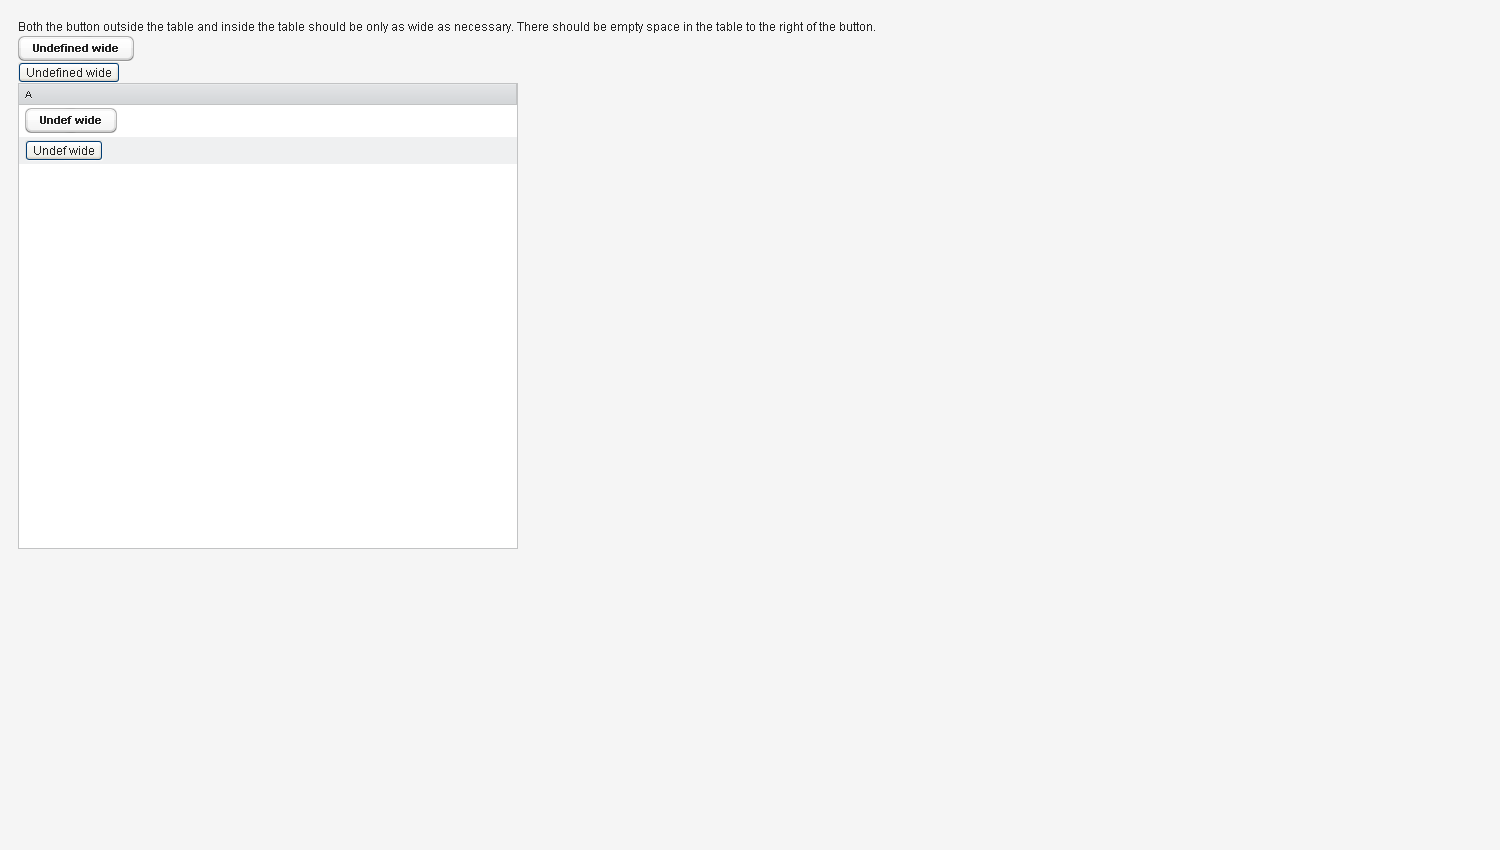 Both the button outside the table and inside the table should be only as wide as necessary. There should be empty space in the table to the right of the button.
Undefined wide
Undefined wide
A
Undef wide
Undef wide